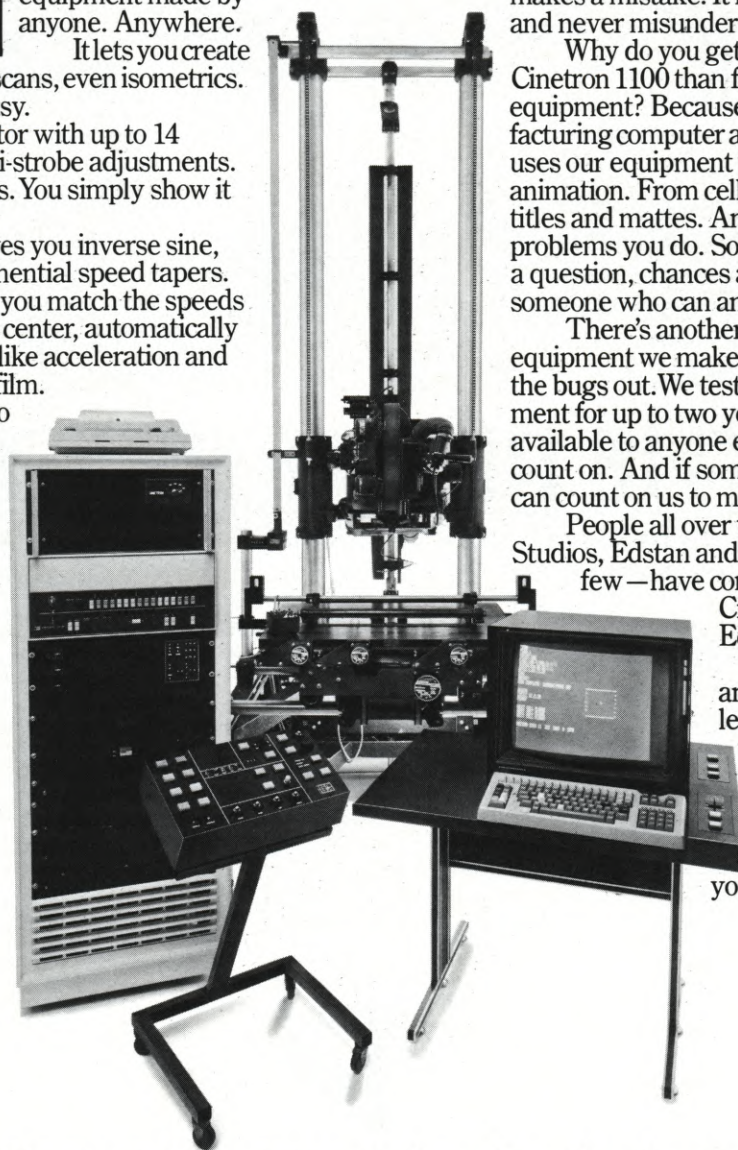 equipment made by
anyone. Anywhere.
It lets you create
scans, even isometrics.
sy.
tor with up to 14
i-strobe adjustments.
s. You simply show it
es you inverse sine,
nential speed tapers.
you match the speeds
center, automatically
like acceleration and
film.
o
makes a mistake. It
and never misunder
Why do you get
Cinetron 1100 than f
equipment? Because
facturing computer a
uses our equipment
animation. From cell
titles and mattes. An
problems you do. So
a question, chances a
someone who can an
There's another
equipment we make
the bugs out. We test
ment for up to two ye
available to anyone e
count on. And if som
can count on us to m
People all over t
Studios, Edstan and
few—have con
C
Ed
an
le
yo